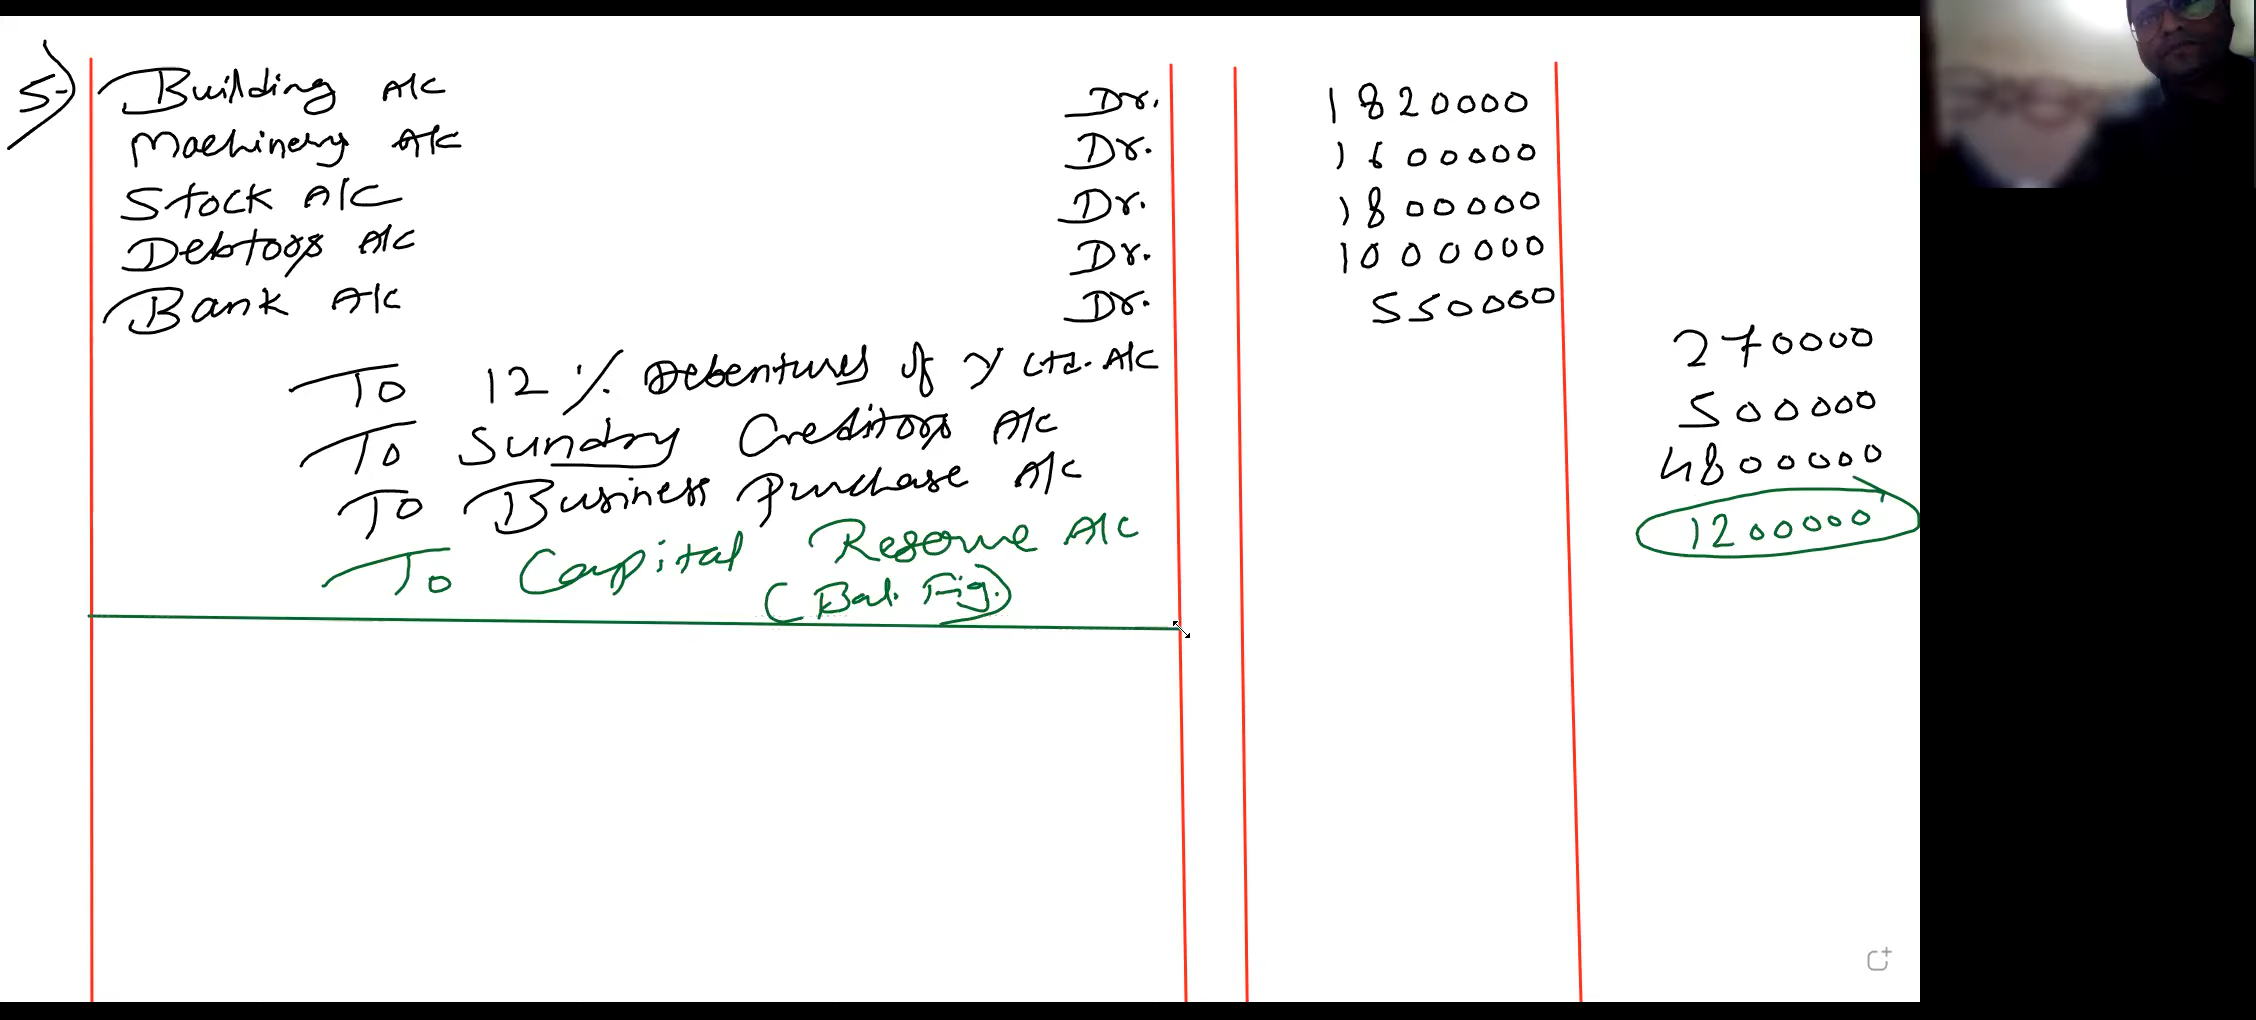 5)
Building A/C Dr. 1820000
Machinery A/C Dr. 1600000
Stock A/C Dr. 1800000
Debtors A/C Dr. 1000000
Bank A/C Dr. 550000
To 12% Debentures of Y Ltd. A/C 270000
To Sundry Creditors A/C 500000
To Business Purchase A/C 4800000
To Capital Reserve A/C 1200000
(Bal. Fig.)